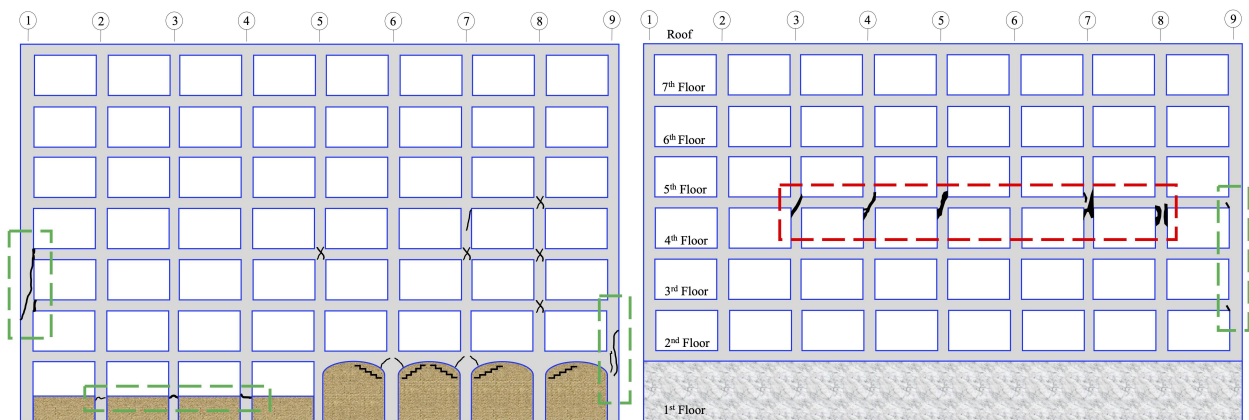 1 2 3 4 5 6 7 8 9
1 2 3 4 5 6 7 8 9
Roof
7th Floor
6th Floor
5th Floor
4th Floor
3rd Floor
2nd Floor
1st Floor